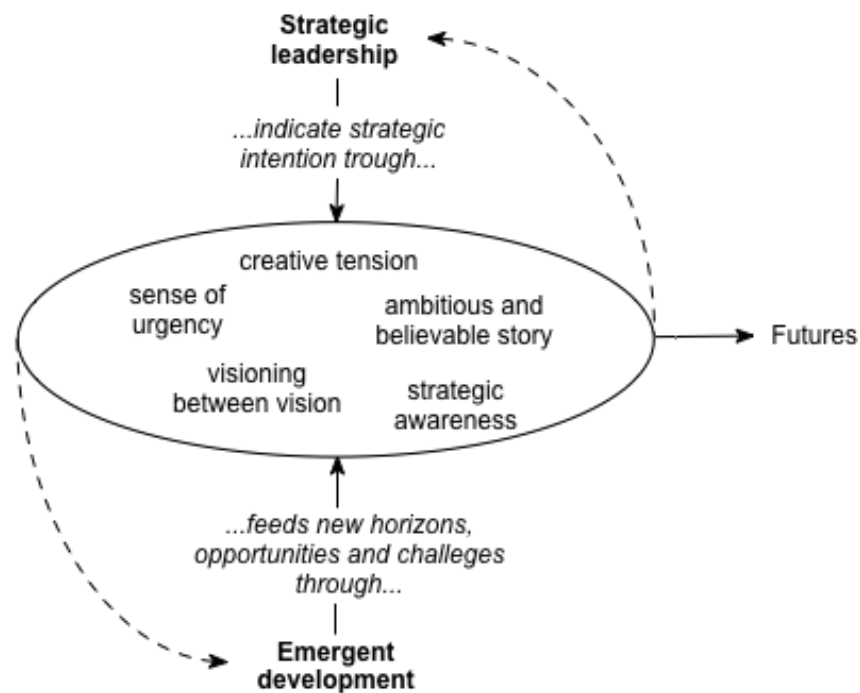 Strategic
leadership
...indicate strategic
intention trough...
creative tension
sense of
urgency
ambitious and
believable story
Futures
visioning
between vision
strategic
awareness
...feeds new horizons,
opportunities and challeges
through...
Emergent
development